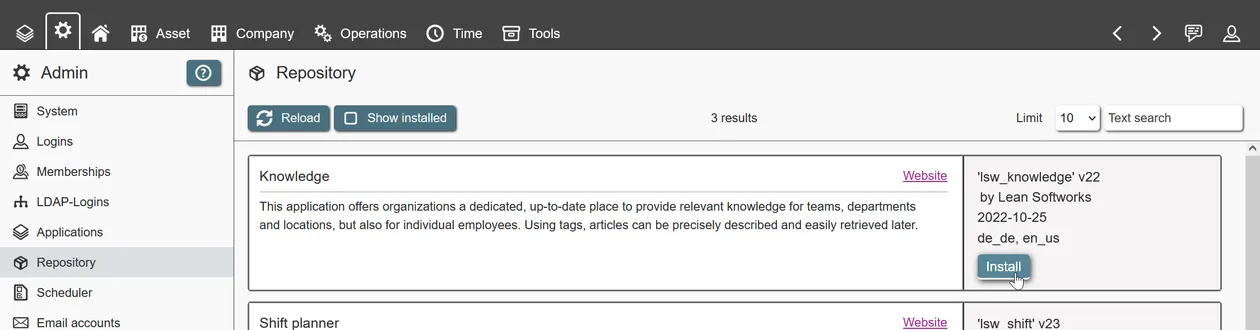 Asset Company Operations Time Tools
Admin
System
Logins
Memberships
LDAP-Logins
Applications
Repository
Scheduler
Email accounts
Repository
Reload Show installed 3 results Limit 10 Text search
Knowledge Website
This application offers organizations a dedicated, up-to-date place to provide relevant knowledge for teams, departments
and locations, but also for individual employees. Using tags, articles can be precisely described and easily retrieved later.
'lsw_knowledge' v22
by Lean Softworks
2022-10-25
de_de, en_us
Install
Shift planner Website
'lsw_shift' v23